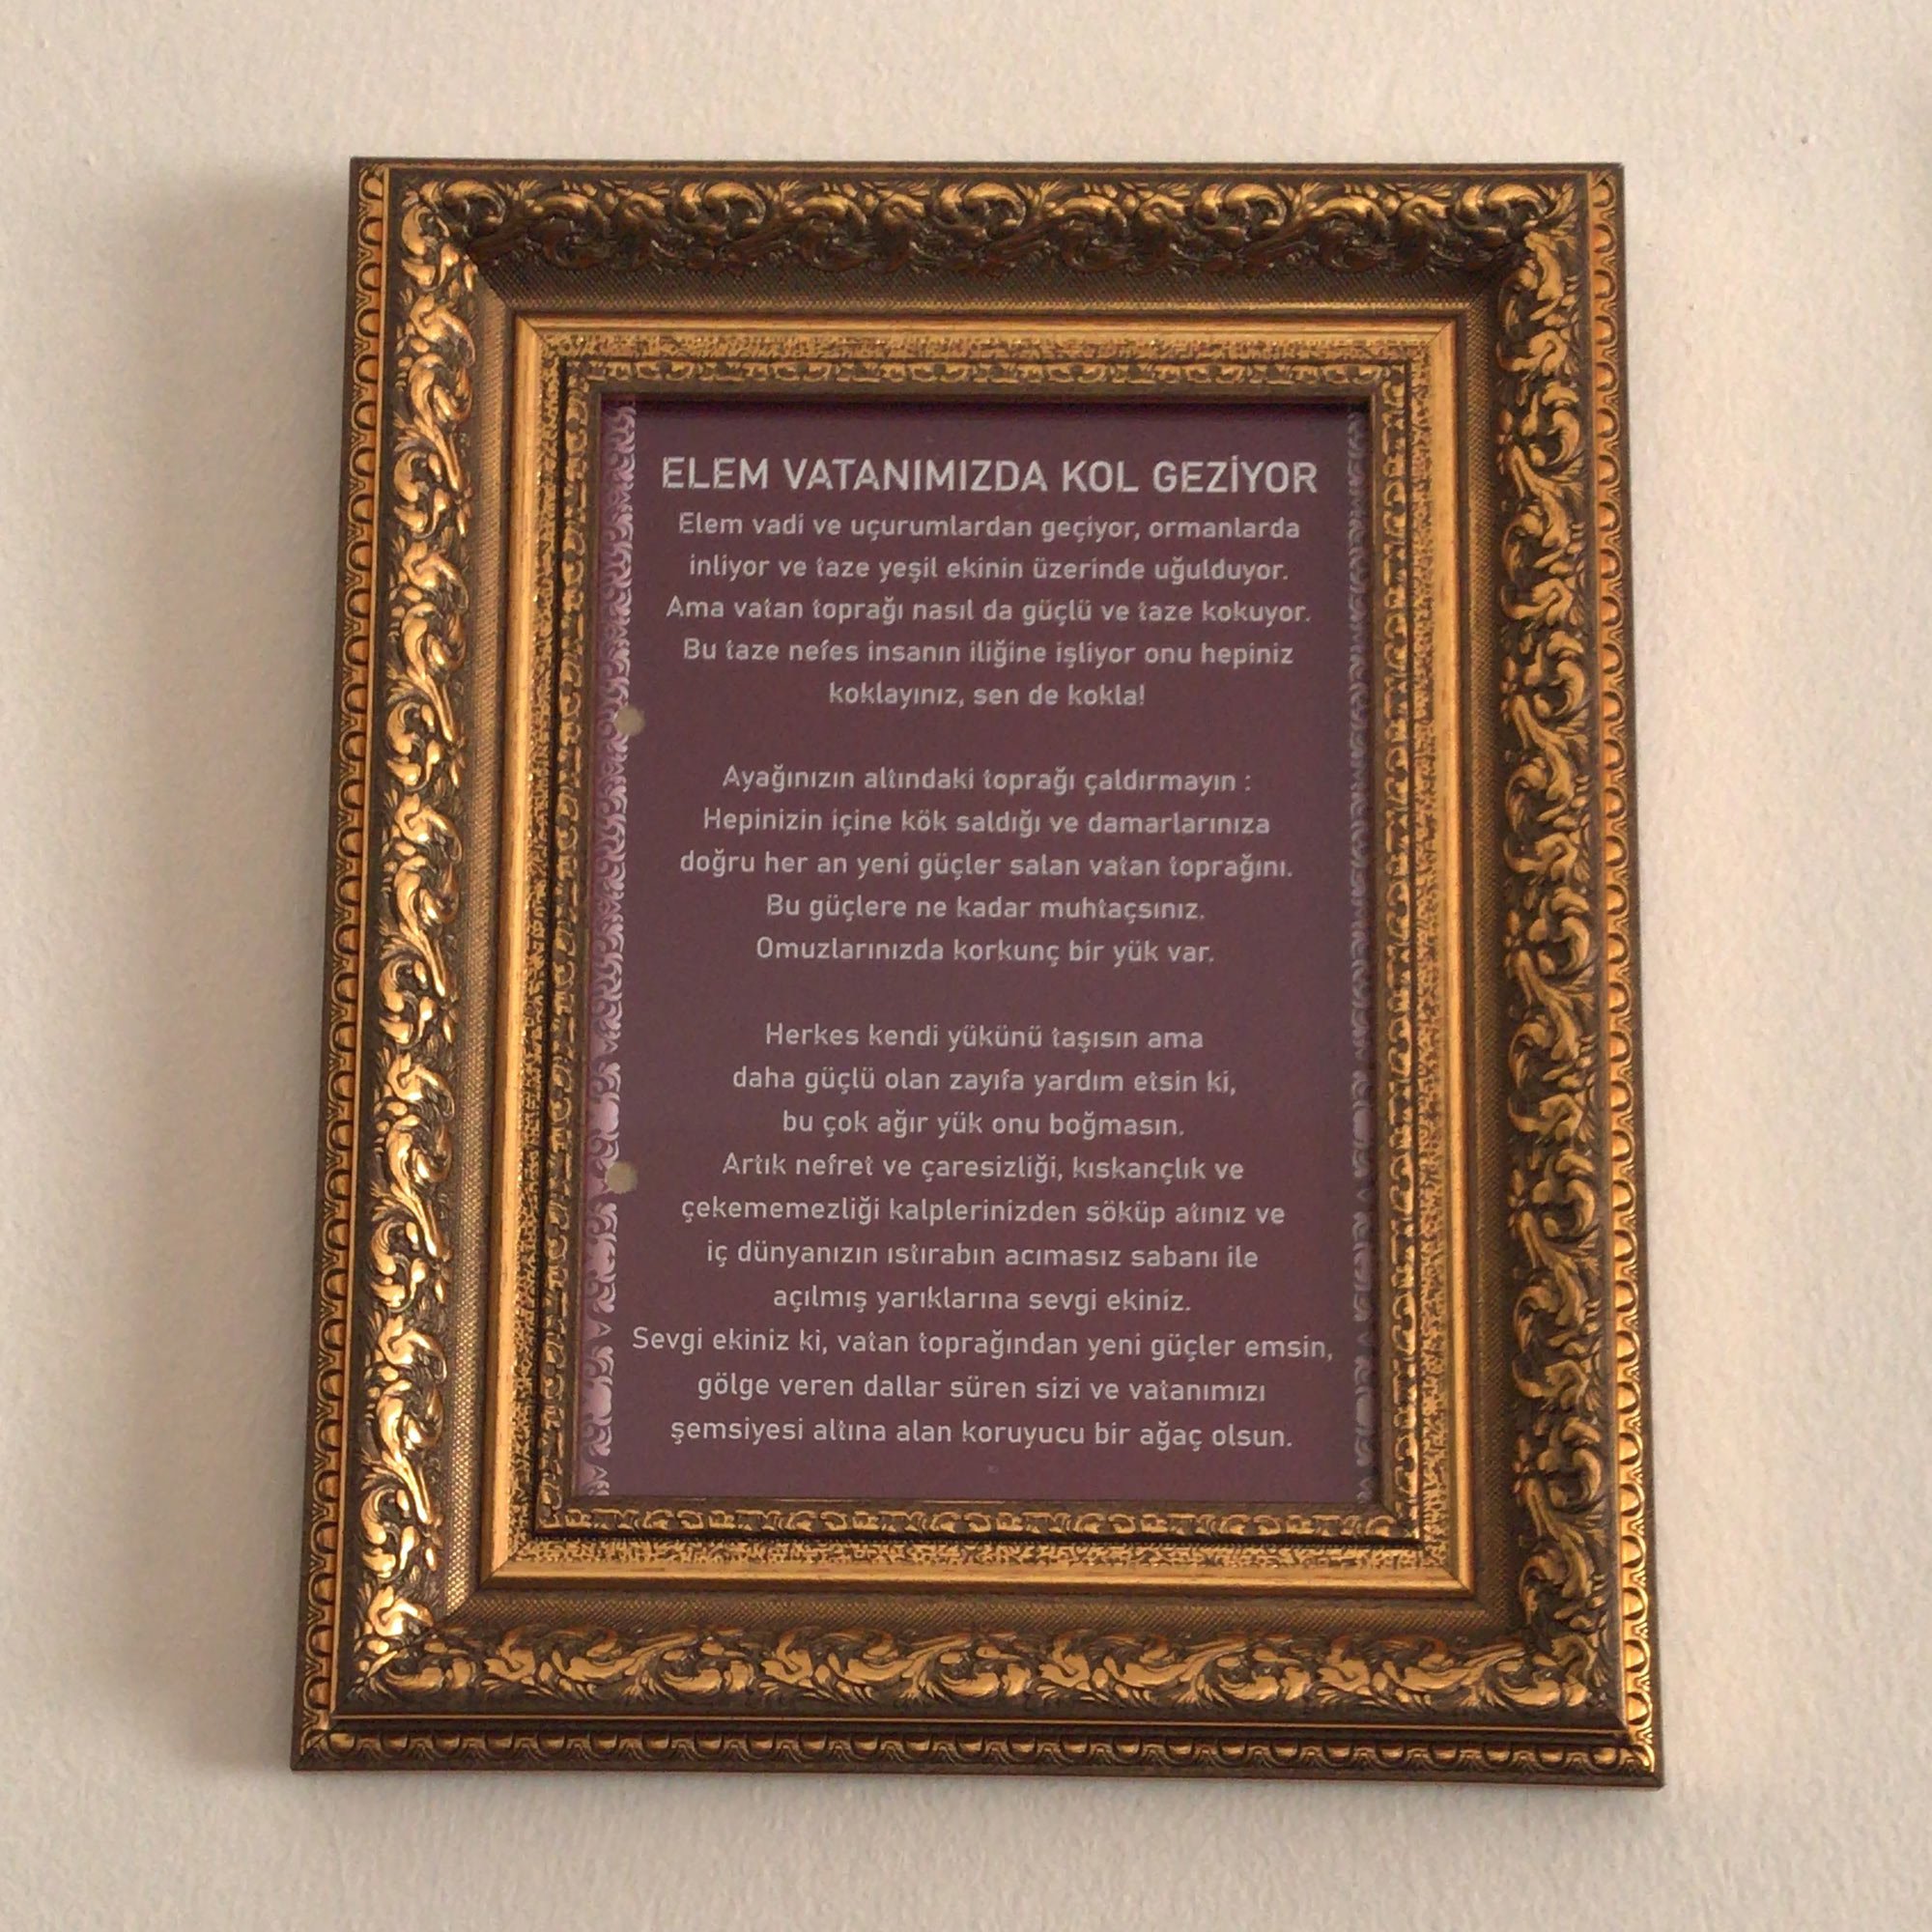 ELEM VATANIMIZDA KOL GEZİYOR
Elem vadi ve uçurumlardan geçiyor, ormanlarda
inliyor ve taze yeşil ekinin üzerinde uğulduyor.
Ama vatan toprağı nasıl da güçlü ve taze kokuyor.
Bu taze nefes insanın iliğine işliyor onu hepiniz
koklayınız, sen de kokla!
Ayağınızın altındaki toprağı çaldırmayın :
Hepinizin içine kök saldığı ve damarlarınıza
doğru her an yeni güçler salan vatan toprağını.
Bu güçlere ne kadar muhtaçsınız.
Omuzlarınızda korkunç bir yük var.
Herkes kendi yükünü taşısın ama
daha güçlü olan zayıfa yardım etsin ki,
bu çok ağır yük onu boğmasın.
Artık nefret ve çaresizliği, kıskançlık ve
çekememezliği kalplerinizden söküp atınız ve
iç dünyanızın ıstırabın acımasız sabanı ile
açılmış yarıklarına sevgi ekiniz.
Sevgi ekiniz ki, vatan toprağından yeni güçler emsin,
gölge veren dallar süren sizi ve vatanımızı
şemsiyesi altına alan koruyucu bir ağaç olsun.